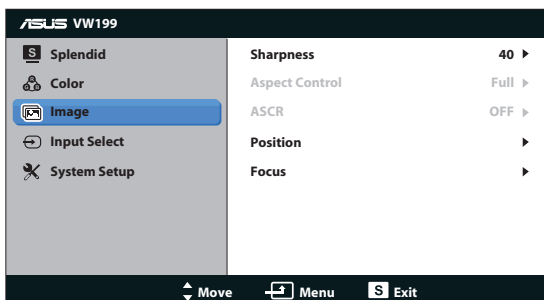 ASUS VW199
S Splendid
Color
Image
Input Select
System Setup
Sharpness 40
Aspect Control Full
ASCR OFF
Position
Focus
Move Menu S Exit